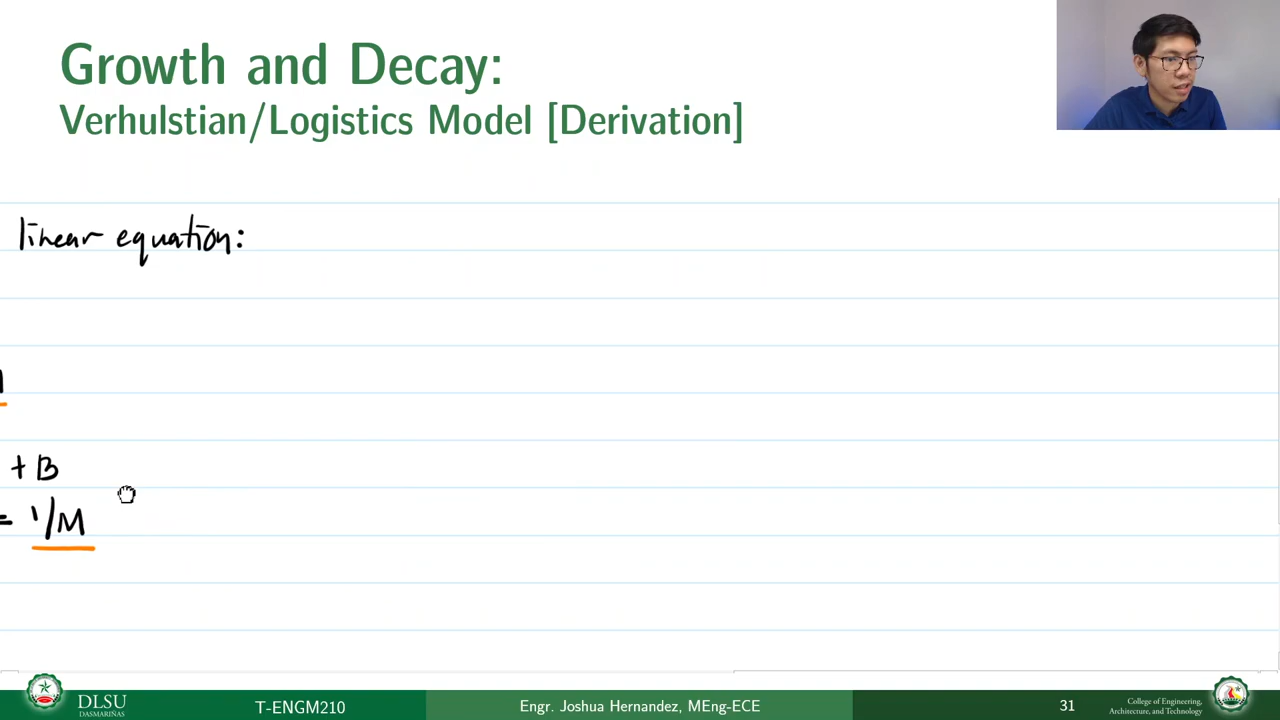 Growth and Decay:
Verhulstian/Logistics Model [Derivation]
linear equation:
+ B
= 1/M
DLSU
DASMARIÑAS
T-ENGM210
Engr. Joshua Hernandez, MEng-ECE
31
College of Engineering,
Architecture, and Technology